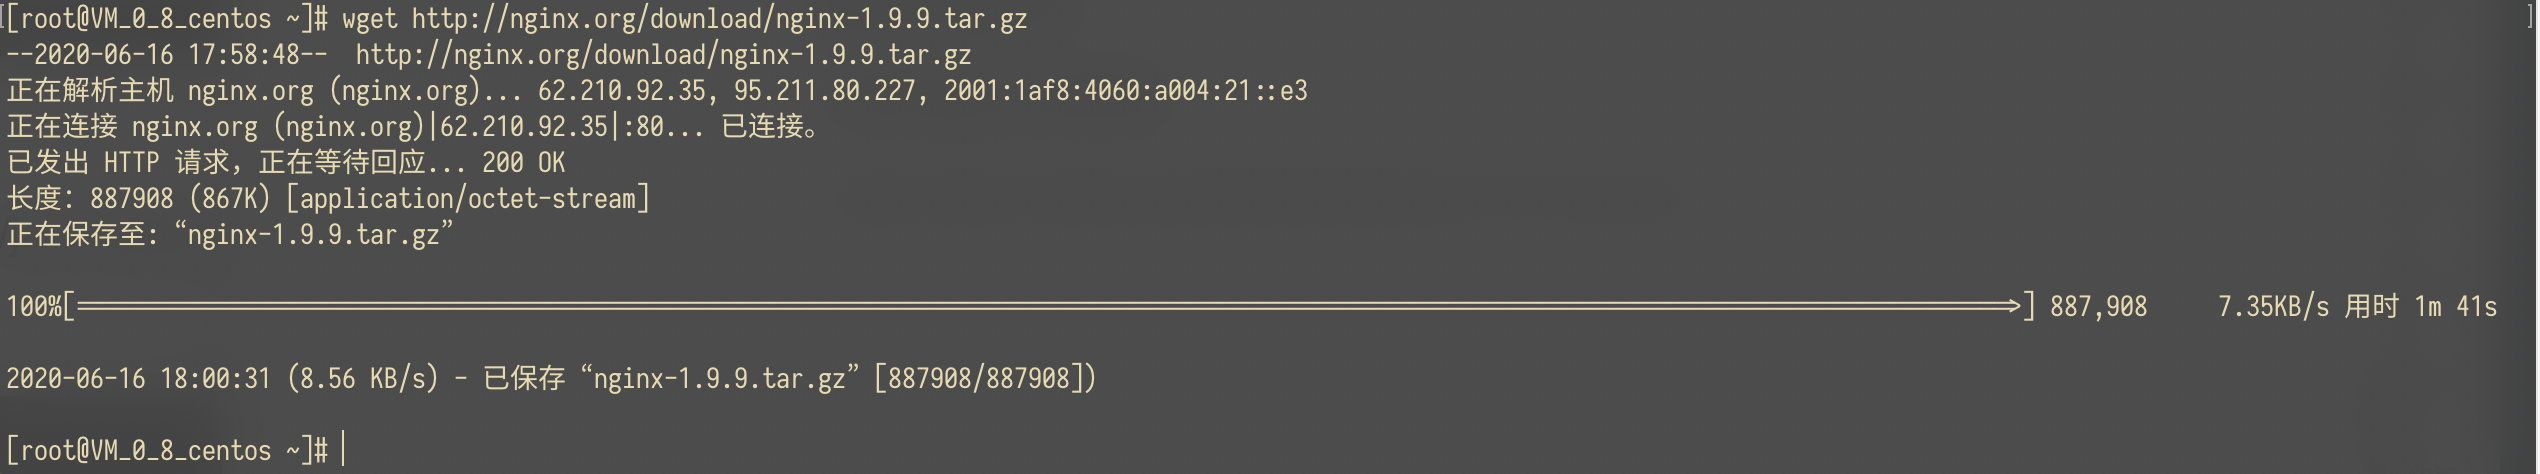 [root@VM_0_8_centos ~]# wget http://nginx.org/download/nginx-1.9.9.tar.gz ]
--2020-06-16 17:58:48--  http://nginx.org/download/nginx-1.9.9.tar.gz
正在解析主机 nginx.org (nginx.org)... 62.210.92.35, 95.211.80.227, 2001:1af8:4060:a004:21::e3
正在连接 nginx.org (nginx.org)|62.210.92.35|:80... 已连接。
已发出 HTTP 请求，正在等待回应... 200 OK
长度：887908 (867K) [application/octet-stream]
正在保存至: “nginx-1.9.9.tar.gz”
100%[======================================>] 887,908     7.35KB/s 用时 1m 41s
2020-06-16 18:00:31 (8.56 KB/s) - 已保存 “nginx-1.9.9.tar.gz” [887908/887908])
[root@VM_0_8_centos ~]#